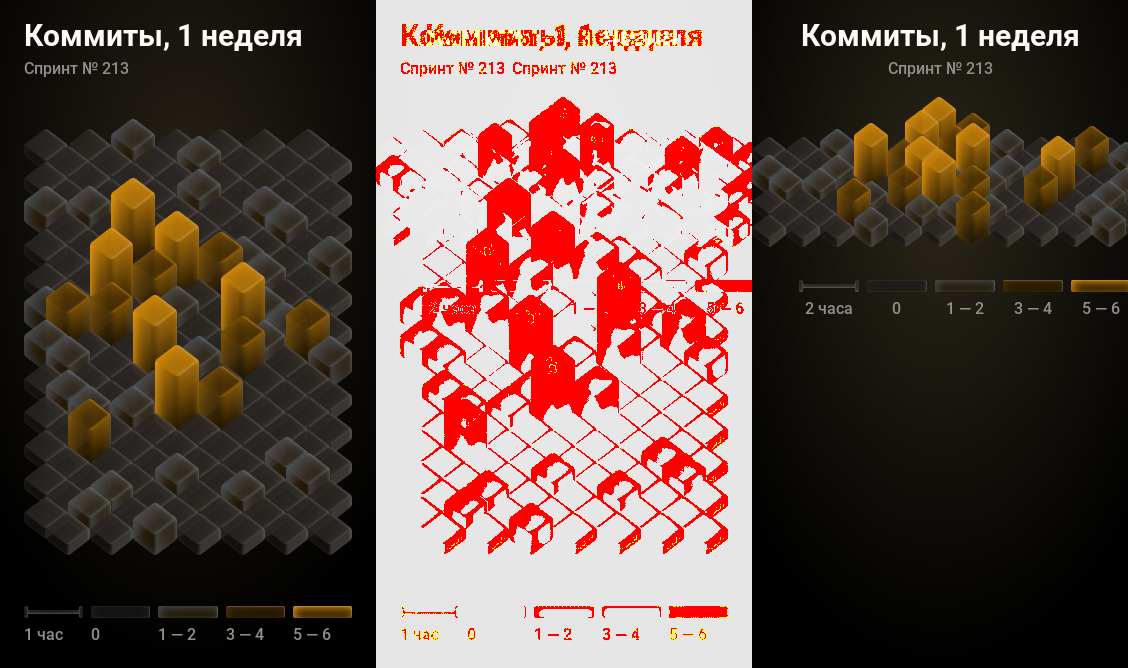 Коммиты, 1 неделя
Спринт № 213
1 час 0 1 – 2 3 – 4 5 – 6
Спринт № 213 Спринт № 213
5 – 6
1 час 0 1 – 2 3 – 4 5 – 6
Коммиты, 1 неделя
Спринт № 213
2 часа 0 1 – 2 3 – 4 5 – 6